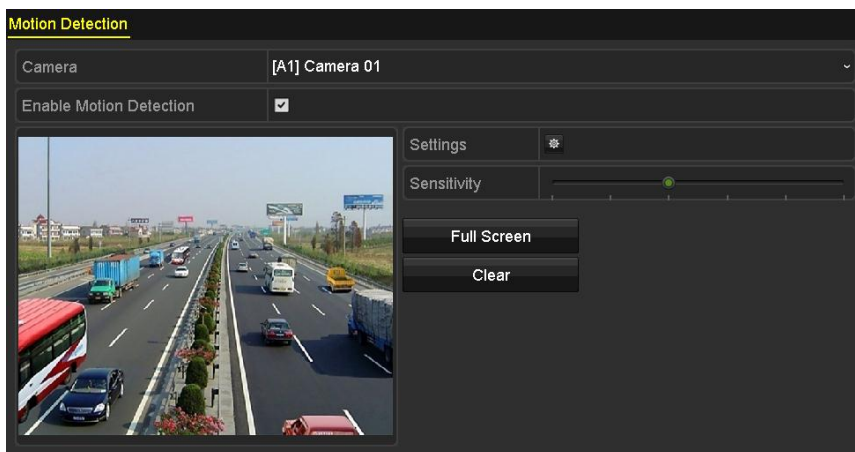 Motion Detection
Camera
[A1] Camera 01
Enable Motion Detection
Settings
Sensitivity
Full Screen
Clear